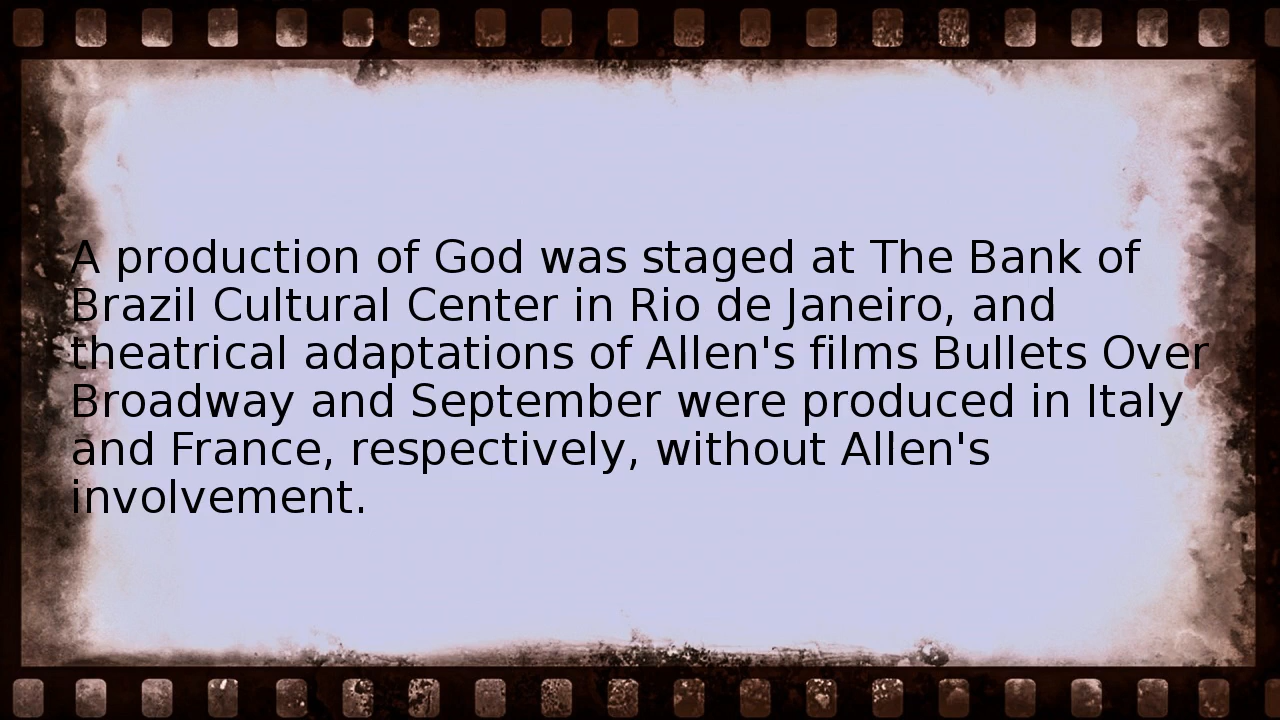 A production of God was staged at The Bank of
Brazil Cultural Center in Rio de Janeiro, and
theatrical adaptations of Allen's films Bullets Over
Broadway and September were produced in Italy
and France, respectively, without Allen's
involvement.